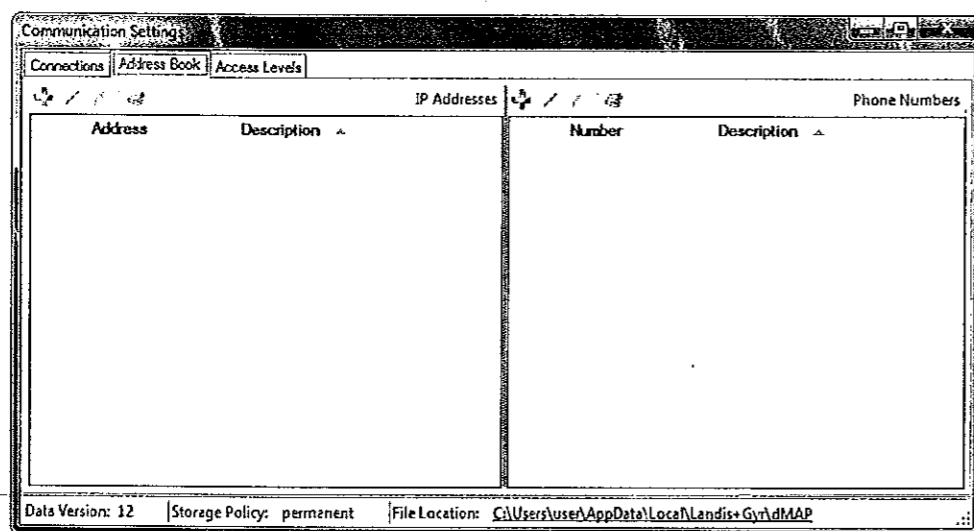 Communication Settings
Connections Address Book Access Levels
IP Addresses Phone Numbers
Address Description Number Description
Data Version: 12 Storage Policy: permanent File Location: C:\Users\user\AppData\Local\Landis+Gyr\dMAP